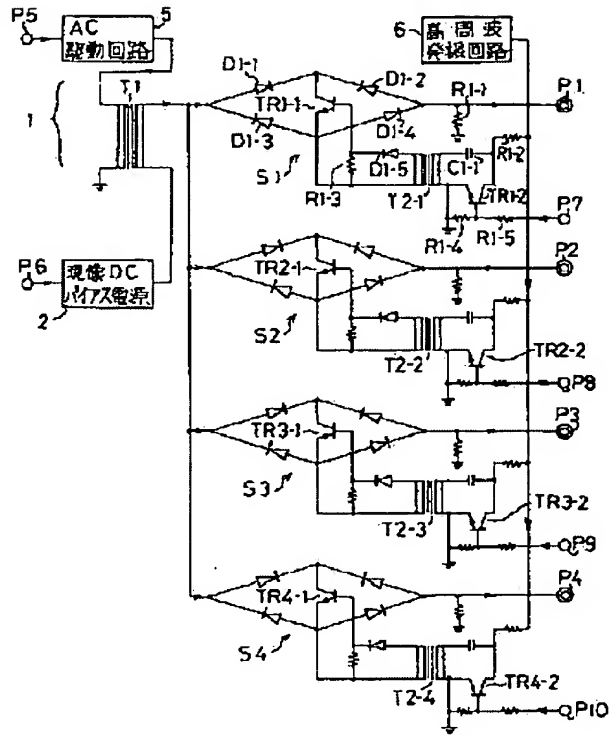 P5
5
AC
駆動回路
6
高周波
発振回路
1
T1
D1-1
D1-2
TR1-1
R1-1
P1
D1-3
D1-4
R1-2
S1
D1-5
C1-1
R1-3
T2-1
TR1-2
R1-4
R1-5
P7
P6
現像DC
バイアス電源
2
P2
TR2-1
S2
T2-2
TR2-2
P8
P3
TR3-1
S3
T2-3
TR3-2
P9
P4
TR4-1
S4
T2-4
TR4-2
P10